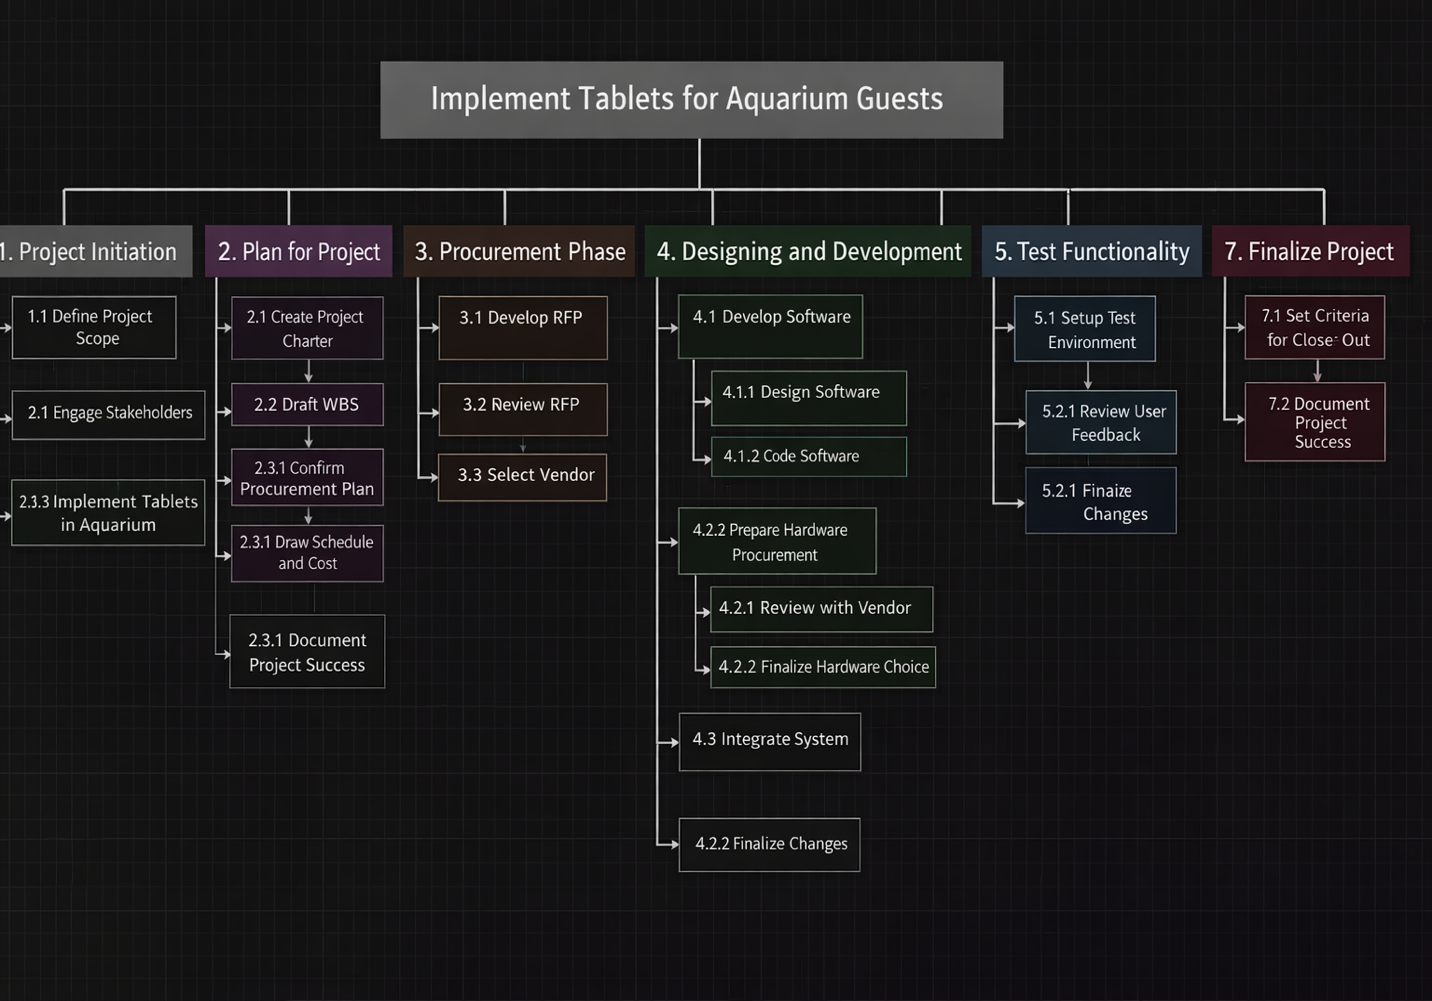 Implement Tablets for Aquarium Guests
1. Project Initiation
1.1 Define Project
Scope
2.1 Engage Stakeholders
2.3.3 Implement Tablets
in Aquarium
2. Plan for Project
2.1 Create Project
Charter
2.2 Draft WBS
2.3.1 Confirm
Procurement Plan
2.3.1 Draw Schedule
and Cost
2.3.1 Document
Project Success
3. Procurement Phase
3.1 Develop RFP
3.2 Review RFP
3.3 Select Vendor
4. Designing and Development
4.1 Develop Software
4.1.1 Design Software
4.1.2 Code Software
4.2.2 Prepare Hardware
Procurement
4.2.1 Review with Vendor
4.2.2 Finalize Hardware Choice
4.3 Integrate System
4.2.2 Finalize Changes
5. Test Functionality
5.1 Setup Test
Environment
5.2.1 Review User
Feedback
5.2.1 Finaize
Changes
7. Finalize Project
7.1 Set Criteria
for Close: Out
7.2 Document
Project
Success